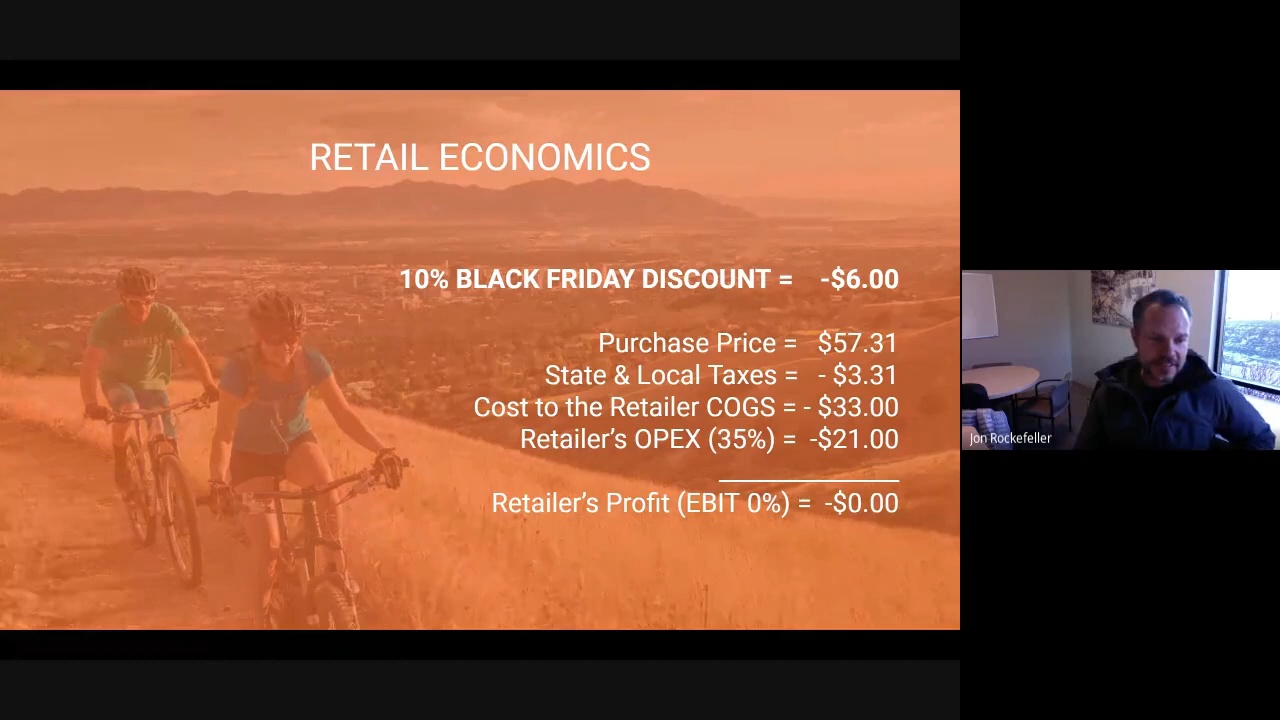 RETAIL ECONOMICS
10% BLACK FRIDAY DISCOUNT = -$6.00
Purchase Price = $57.31
State & Local Taxes = - $3.31
Cost to the Retailer COGS = - $33.00
Retailer’s OPEX (35%) = -$21.00
Retailer’s Profit (EBIT 0%) = -$0.00
Jon Rockefeller